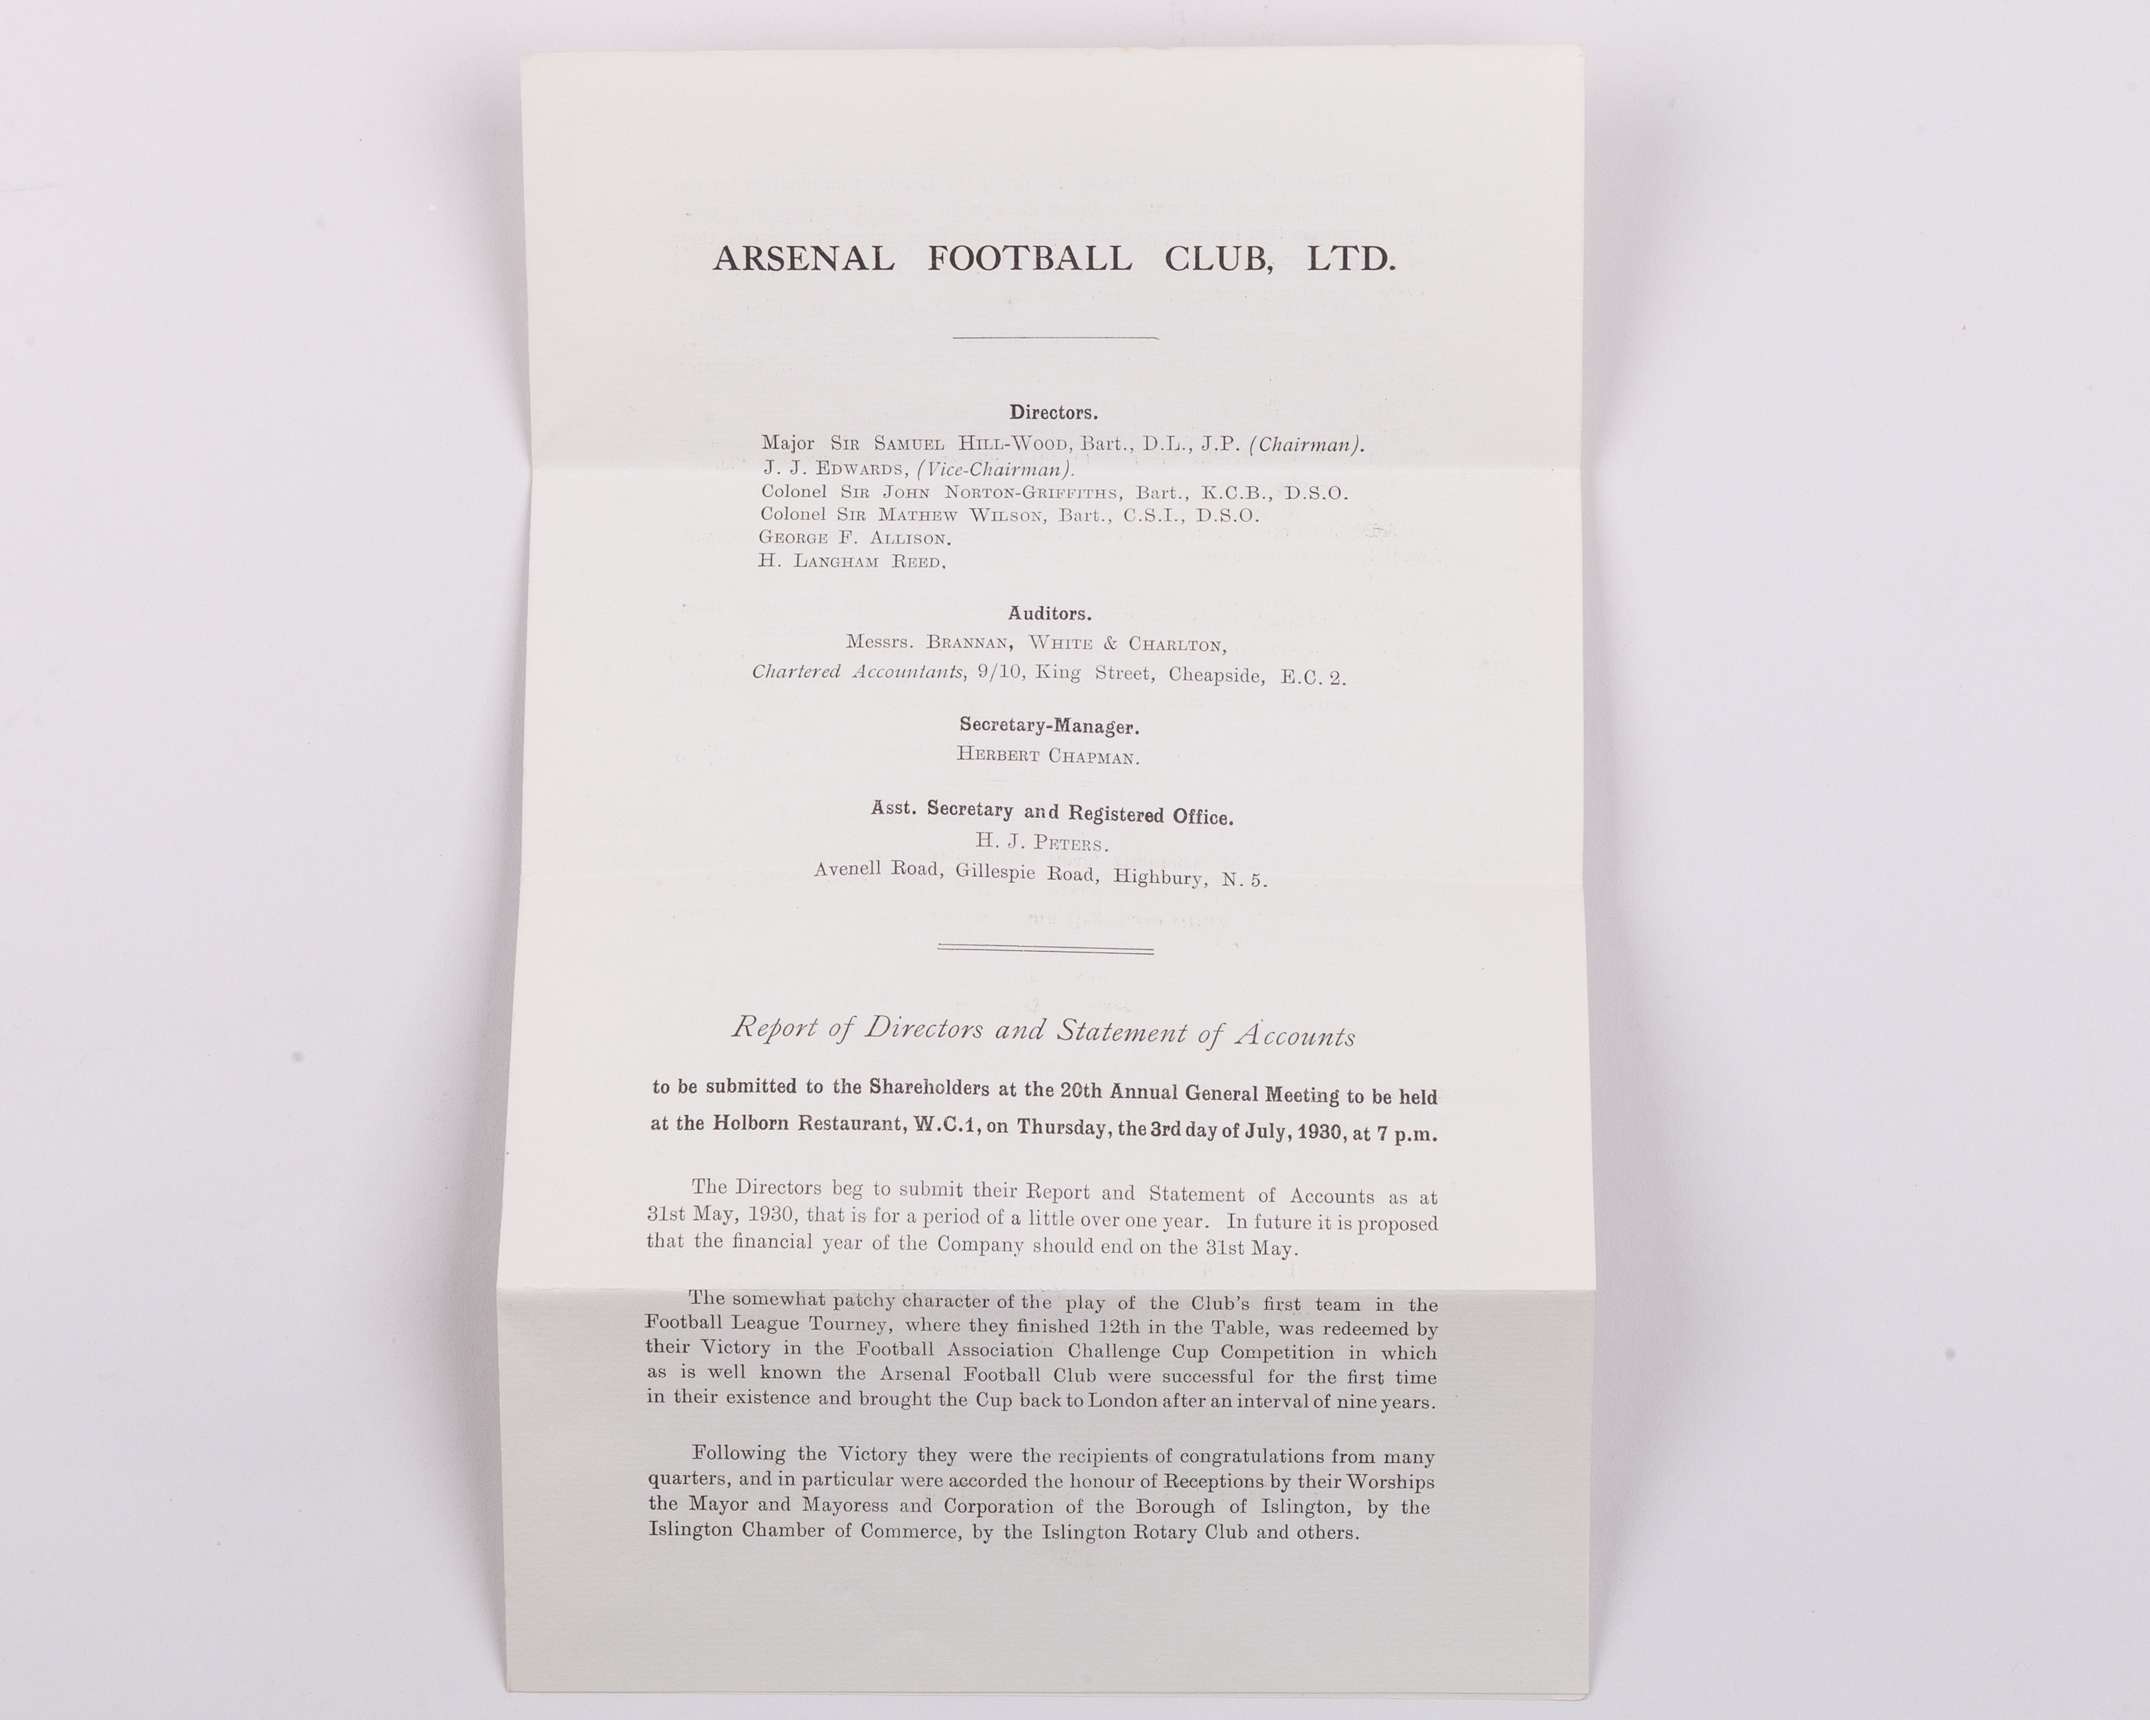 ARSENAL FOOTBALL CLUB, LTD.
Directors.
Major SIR SAMUEL HILL-WOOD, Bart., D.L., J.P. (Chairman).
J. J. EDWARDS, (Vice-Chairman).
Colonel SIR JOHN NORTON-GRIFFITHS, Bart., K.C.B., D.S.O.
Colonel SIR MATHEW WILSON, Bart., C.S.I., D.S.O.
GEORGE F. ALLISON.
H. LANGHAM REED.
Auditors.
Messrs. BRANNAN, WHITE & CHARLTON,
Chartered Accountants, 9/10, King Street, Cheapside, E.C. 2.
Secretary-Manager.
HERBERT CHAPMAN.
Asst. Secretary and Registered Office.
H. J. PETERS.
Avenell Road, Gillespie Road, Highbury, N. 5.
Report of Directors and Statement of Accounts
to be submitted to the Shareholders at the 20th Annual General Meeting to be held
at the Holborn Restaurant, W.C.1, on Thursday, the 3rd day of July, 1930, at 7 p.m.
The Directors beg to submit their Report and Statement of Accounts as at
31st May, 1930, that is for a period of a little over one year. In future it is proposed
that the financial year of the Company should end on the 31st May.
The somewhat patchy character of the play of the Club's first team in the
Football League Tourney, where they finished 12th in the Table, was redeemed by
their Victory in the Football Association Challenge Cup Competition in which
as is well known the Arsenal Football Club were successful for the first time
in their existence and brought the Cup back to London after an interval of nine years.
Following the Victory they were the recipients of congratulations from many
quarters, and in particular were accorded the honour of Receptions by their Worships
the Mayor and Mayoress and Corporation of the Borough of Islington, by the
Islington Chamber of Commerce, by the Islington Rotary Club and others.